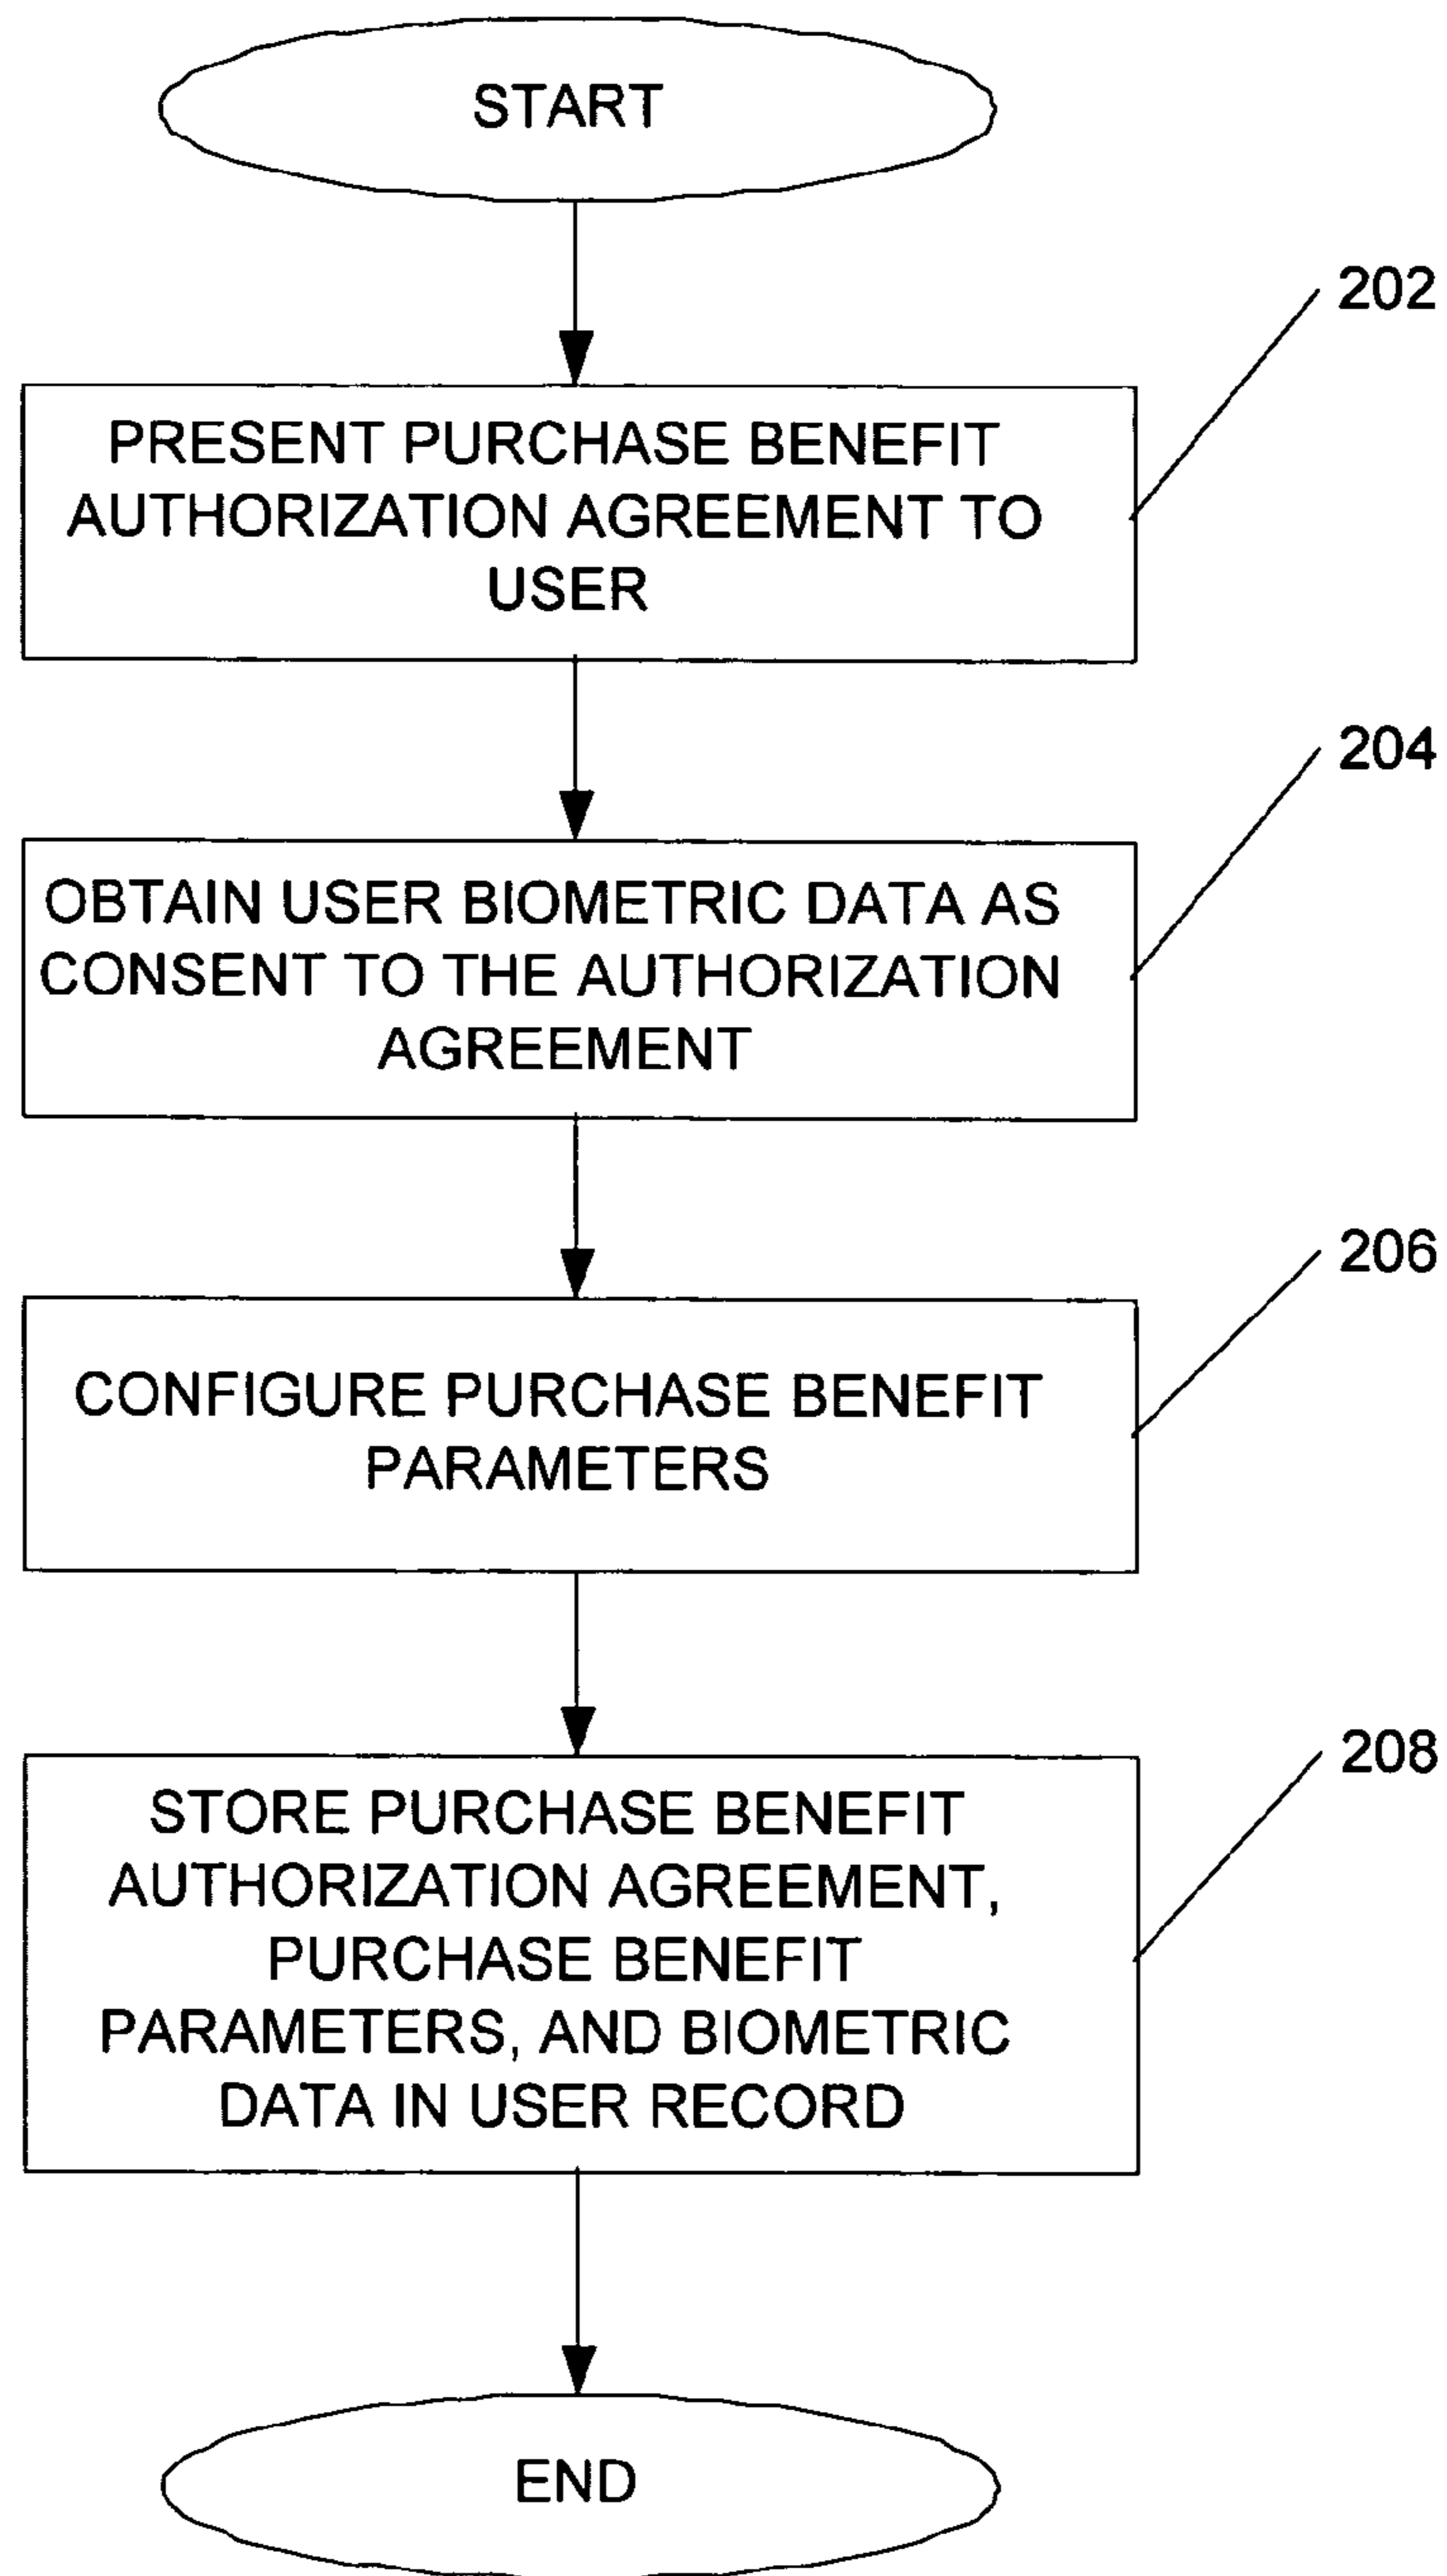 START
202
PRESENT PURCHASE BENEFIT
AUTHORIZATION AGREEMENT TO
USER
204
OBTAIN USER BIOMETRIC DATA AS
CONSENT TO THE AUTHORIZATION
AGREEMENT
206
CONFIGURE PURCHASE BENEFIT
PARAMETERS
208
STORE PURCHASE BENEFIT
AUTHORIZATION AGREEMENT,
PURCHASE BENEFIT
PARAMETERS, AND BIOMETRIC
DATA IN USER RECORD
END